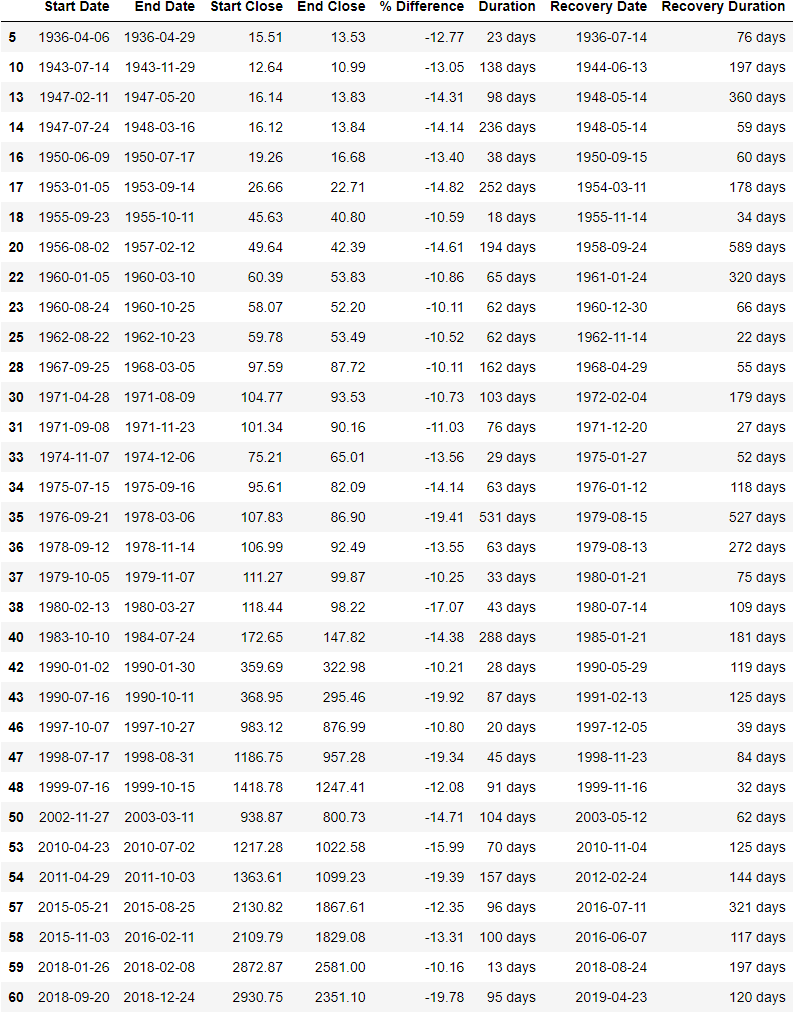 Start Date End Date Start Close End Close % Difference Duration Recovery Date Recovery Duration
5 1936-04-06 1936-04-29 15.51 13.53 -12.77 23 days 1936-07-14 76 days
10 1943-07-14 1943-11-29 12.64 10.99 -13.05 138 days 1944-06-13 197 days
13 1947-02-11 1947-05-20 16.14 13.83 -14.31 98 days 1948-05-14 360 days
14 1947-07-24 1948-03-16 16.12 13.84 -14.14 236 days 1948-05-14 59 days
16 1950-06-09 1950-07-17 19.26 16.68 -13.40 38 days 1950-09-15 60 days
17 1953-01-05 1953-09-14 26.66 22.71 -14.82 252 days 1954-03-11 178 days
18 1955-09-23 1955-10-11 45.63 40.80 -10.59 18 days 1955-11-14 34 days
20 1956-08-02 1957-02-12 49.64 42.39 -14.61 194 days 1958-09-24 589 days
22 1960-01-05 1960-03-10 60.39 53.83 -10.86 65 days 1961-01-24 320 days
23 1960-08-24 1960-10-25 58.07 52.20 -10.11 62 days 1960-12-30 66 days
25 1962-08-22 1962-10-23 59.78 53.49 -10.52 62 days 1962-11-14 22 days
28 1967-09-25 1968-03-05 97.59 87.72 -10.11 162 days 1968-04-29 55 days
30 1971-04-28 1971-08-09 104.77 93.53 -10.73 103 days 1972-02-04 179 days
31 1971-09-08 1971-11-23 101.34 90.16 -11.03 76 days 1971-12-20 27 days
33 1974-11-07 1974-12-06 75.21 65.01 -13.56 29 days 1975-01-27 52 days
34 1975-07-15 1975-09-16 95.61 82.09 -14.14 63 days 1976-01-12 118 days
35 1976-09-21 1978-03-06 107.83 86.90 -19.41 531 days 1979-08-15 527 days
36 1978-09-12 1978-11-14 106.99 92.49 -13.55 63 days 1979-08-13 272 days
37 1979-10-05 1979-11-07 111.27 99.87 -10.25 33 days 1980-01-21 75 days
38 1980-02-13 1980-03-27 118.44 98.22 -17.07 43 days 1980-07-14 109 days
40 1983-10-10 1984-07-24 172.65 147.82 -14.38 288 days 1985-01-21 181 days
42 1990-01-02 1990-01-30 359.69 322.98 -10.21 28 days 1990-05-29 119 days
43 1990-07-16 1990-10-11 368.95 295.46 -19.92 87 days 1991-02-13 125 days
46 1997-10-07 1997-10-27 983.12 876.99 -10.80 20 days 1997-12-05 39 days
47 1998-07-17 1998-08-31 1186.75 957.28 -19.34 45 days 1998-11-23 84 days
48 1999-07-16 1999-10-15 1418.78 1247.41 -12.08 91 days 1999-11-16 32 days
50 2002-11-27 2003-03-11 938.87 800.73 -14.71 104 days 2003-05-12 62 days
53 2010-04-23 2010-07-02 1217.28 1022.58 -15.99 70 days 2010-11-04 125 days
54 2011-04-29 2011-10-03 1363.61 1099.23 -19.39 157 days 2012-02-24 144 days
57 2015-05-21 2015-08-25 2130.82 1867.61 -12.35 96 days 2016-07-11 321 days
58 2015-11-03 2016-02-11 2109.79 1829.08 -13.31 100 days 2016-06-07 117 days
59 2018-01-26 2018-02-08 2872.87 2581.00 -10.16 13 days 2018-08-24 197 days
60 2018-09-20 2018-12-24 2930.75 2351.10 -19.78 95 days 2019-04-23 120 days